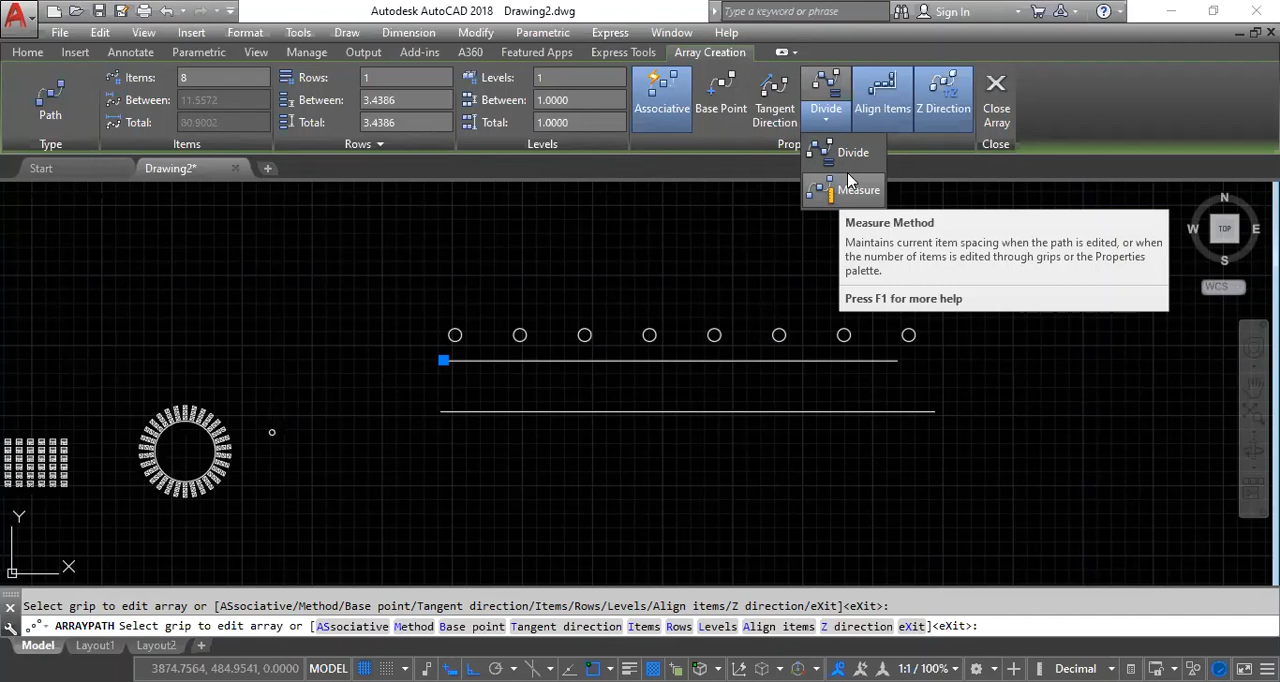 Autodesk AutoCAD 2018 Drawing2.dwg
Type a keyword or phrase
Sign In
File Edit View Insert Format Tools Draw Dimension Modify Parametric Express Window Help
Home Insert Annotate Parametric View Manage Output Add-ins A360 Featured Apps Express Tools Array Creation
Items: 8 Rows: 1 Levels: 1
Between: 11.5572 Between: 3.4386 Between: 1.0000
Total: 80.9002 Total: 3.4386 Total: 1.0000
Path
Associative Base Point Tangent Direction Divide Align Items Z Direction Close Array
Type Items Rows Levels Prop Close
Divide
Measure
Start Drawing2*
Measure Method
Maintains current item spacing when the path is edited, or when
the number of items is edited through grips or the Properties
palette.
Press F1 for more help
N
W TOP E
S
WCS
Y
X
Select grip to edit array or [ASsociative/Method/Base point/Tangent direction/Items/Rows/Levels/Align items/Z direction/eXit]<eXit>:
ARRAYPATH Select grip to edit array or [ASsociative Method Base point Tangent direction Items Rows Levels Align items Z direction eXit]<eXit>:
Model Layout1 Layout2 +
3874.7564, 484.9541, 0.0000 MODEL 1:1 / 100% Decimal